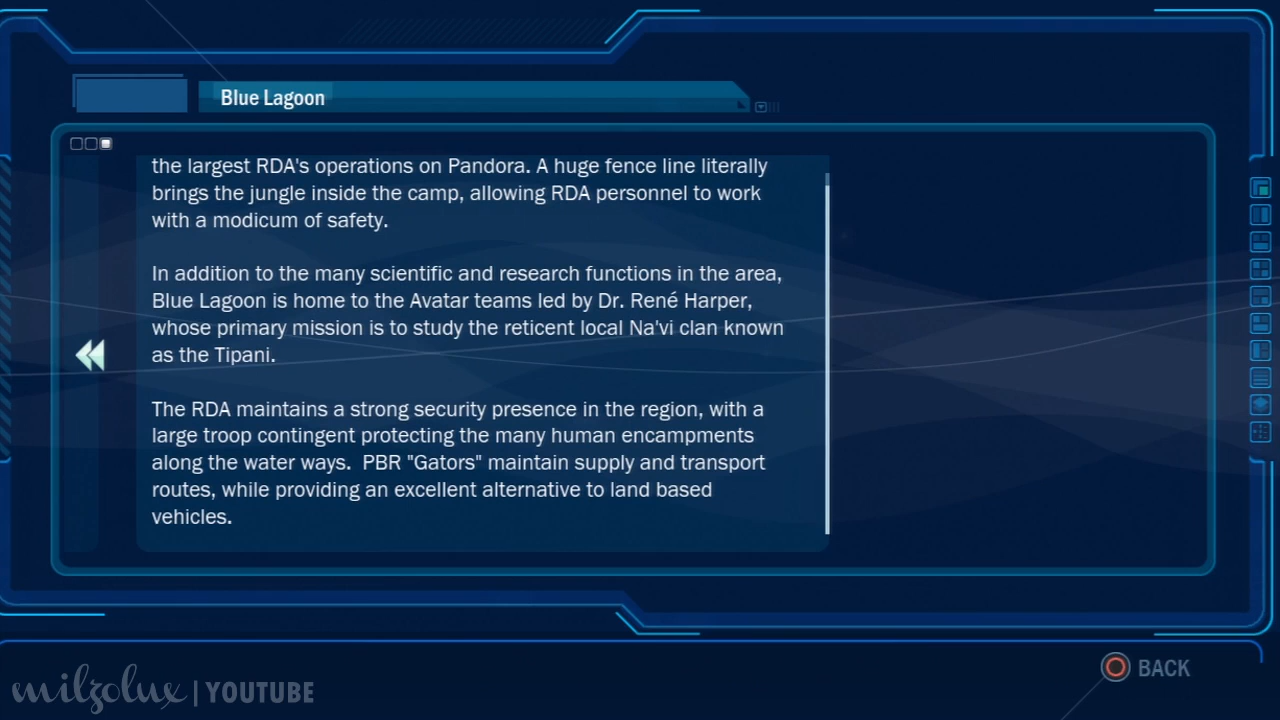 Blue Lagoon
the largest RDA's operations on Pandora. A huge fence line literally
brings the jungle inside the camp, allowing RDA personnel to work
with a modicum of safety.
In addition to the many scientific and research functions in the area,
Blue Lagoon is home to the Avatar teams led by Dr. René Harper,
whose primary mission is to study the reticent local Na'vi clan known
as the Tipani.
The RDA maintains a strong security presence in the region, with a
large troop contingent protecting the many human encampments
along the water ways.  PBR "Gators" maintain supply and transport
routes, while providing an excellent alternative to land based
vehicles.
BACK
milzolux | YOUTUBE